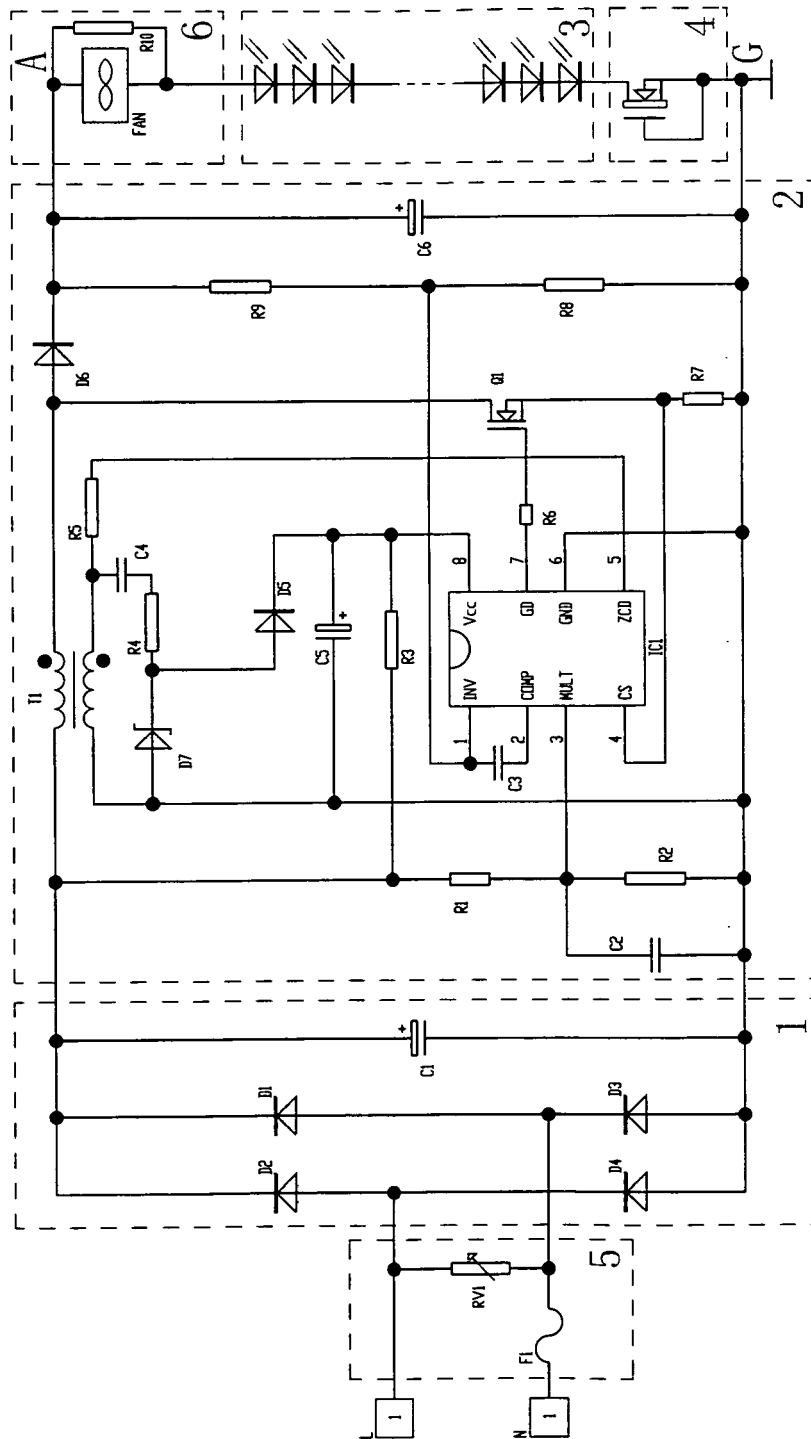 A
6
R10
FAN
3
4
G
2
C6
R9
R8
D6
Q1
R7
R5
C4
R4
D5
T1
D7
C5
R3
R6
8
7
6
5
Vcc
GD
GND
ZCD
IC1
INV
COMP
MULT
CS
1
2
3
4
C3
R1
R2
C2
1
C1
D1
D3
D2
D4
5
RV1
F1
L
1
N
1